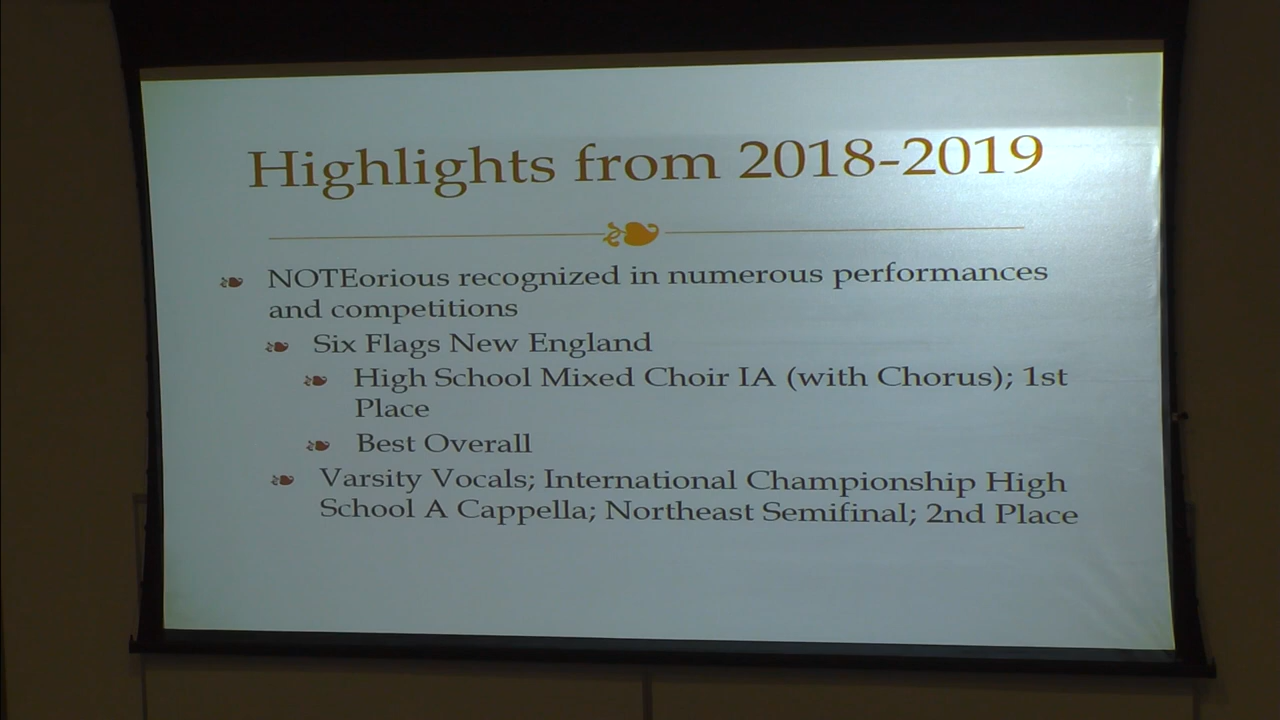 Highlights from 2018-2019
NOTEorious recognized in numerous performances
and competitions
Six Flags New England
High School Mixed Choir IA (with Chorus); 1st
Place
Best Overall
Varsity Vocals; International Championship High
School A Cappella; Northeast Semifinal; 2nd Place